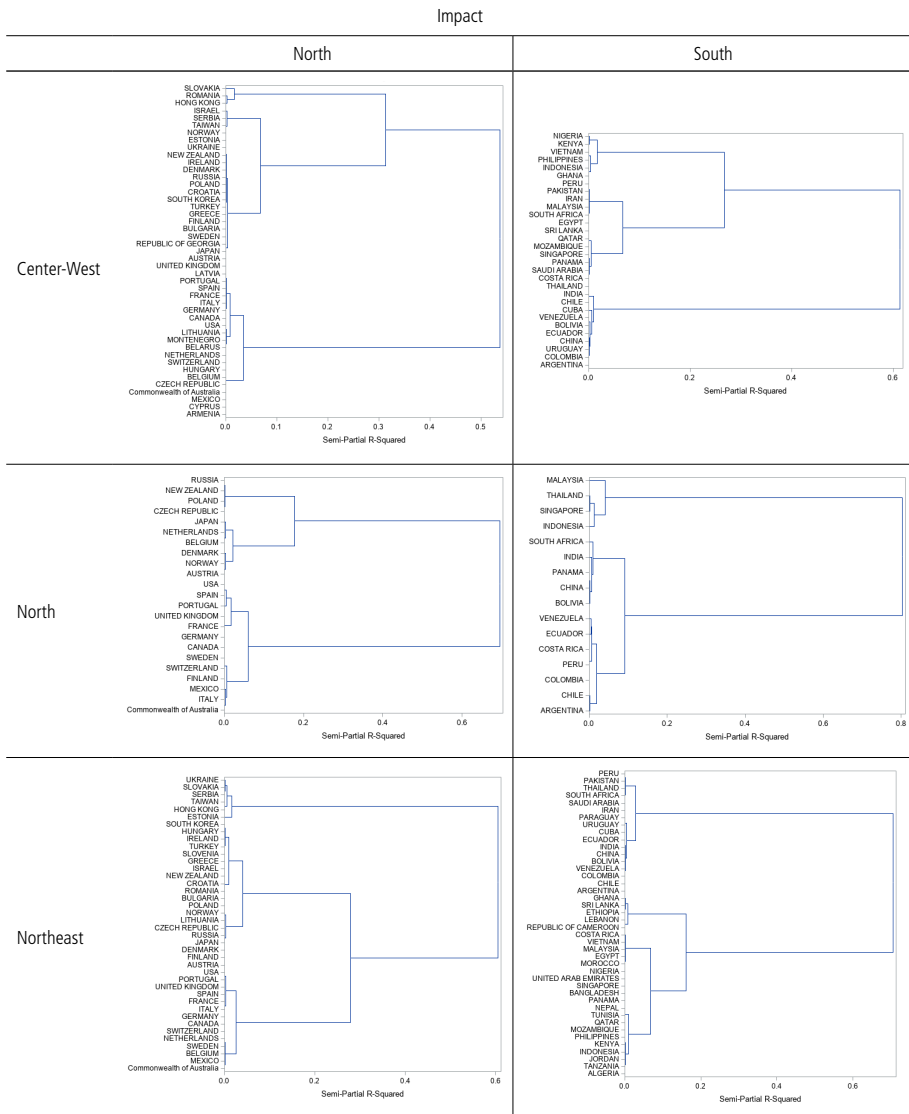 Impact
North
South
Center-West
SLOVAKIA
ROMANIA
HONG KONG
ISRAEL
SERBIA
TAIWAN
NORWAY
ESTONIA
UKRAINE
NEW ZEALAND
IRELAND
DENMARK
RUSSIA
POLAND
CROATIA
SOUTH KOREA
TURKEY
GREECE
FINLAND
BULGARIA
SWEDEN
REPUBLIC OF GEORGIA
JAPAN
AUSTRIA
UNITED KINGDOM
LATVIA
PORTUGAL
SPAIN
FRANCE
ITALY
GERMANY
CANADA
USA
LITHUANIA
MONTENEGRO
BELARUS
NETHERLANDS
SWITZERLAND
HUNGARY
BELGIUM
CZECH REPUBLIC
Commonwealth of Australia
MEXICO
CYPRUS
ARMENIA
0.0 0.1 0.2 0.3 0.4 0.5
Semi-Partial R-Squared
NIGERIA
KENYA
VIETNAM
PHILIPPINES
INDONESIA
GHANA
PERU
PAKISTAN
IRAN
MALAYSIA
SOUTH AFRICA
EGYPT
SRI LANKA
QATAR
MOZAMBIQUE
SINGAPORE
PANAMA
SAUDI ARABIA
COSTA RICA
THAILAND
INDIA
CHILE
CUBA
VENEZUELA
BOLIVIA
ECUADOR
CHINA
URUGUAY
COLOMBIA
ARGENTINA
0.0 0.2 0.4 0.6
Semi-Partial R-Squared
North
RUSSIA
NEW ZEALAND
POLAND
CZECH REPUBLIC
JAPAN
NETHERLANDS
BELGIUM
DENMARK
NORWAY
AUSTRIA
USA
SPAIN
PORTUGAL
UNITED KINGDOM
FRANCE
GERMANY
CANADA
SWEDEN
SWITZERLAND
FINLAND
MEXICO
ITALY
Commonwealth of Australia
0.0 0.2 0.4 0.6
Semi-Partial R-Squared
MALAYSIA
THAILAND
SINGAPORE
INDONESIA
SOUTH AFRICA
INDIA
PANAMA
CHINA
BOLIVIA
VENEZUELA
ECUADOR
COSTA RICA
PERU
COLOMBIA
CHILE
ARGENTINA
0.0 0.2 0.4 0.6 0.8
Semi-Partial R-Squared
Northeast
UKRAINE
SLOVAKIA
SERBIA
TAIWAN
HONG KONG
ESTONIA
SOUTH KOREA
HUNGARY
IRELAND
TURKEY
SLOVENIA
GREECE
ISRAEL
NEW ZEALAND
CROATIA
ROMANIA
BULGARIA
POLAND
NORWAY
LITHUANIA
CZECH REPUBLIC
RUSSIA
JAPAN
DENMARK
FINLAND
AUSTRIA
USA
PORTUGAL
UNITED KINGDOM
SPAIN
FRANCE
ITALY
GERMANY
CANADA
SWITZERLAND
NETHERLANDS
SWEDEN
BELGIUM
MEXICO
Commonwealth of Australia
0.0 0.2 0.4 0.6
Semi-Partial R-Squared
PERU
PAKISTAN
THAILAND
SOUTH AFRICA
SAUDI ARABIA
IRAN
PARAGUAY
URUGUAY
CUBA
ECUADOR
INDIA
CHINA
BOLIVIA
VENEZUELA
COLOMBIA
CHILE
ARGENTINA
GHANA
SRI LANKA
ETHIOPIA
LEBANON
REPUBLIC OF CAMEROON
COSTA RICA
VIETNAM
MALAYSIA
EGYPT
MOROCCO
NIGERIA
UNITED ARAB EMIRATES
SINGAPORE
BANGLADESH
PANAMA
NEPAL
TUNISIA
QATAR
MOZAMBIQUE
PHILIPPINES
KENYA
INDONESIA
JORDAN
TANZANIA
ALGERIA
0.0 0.2 0.4 0.6
Semi-Partial R-Squared